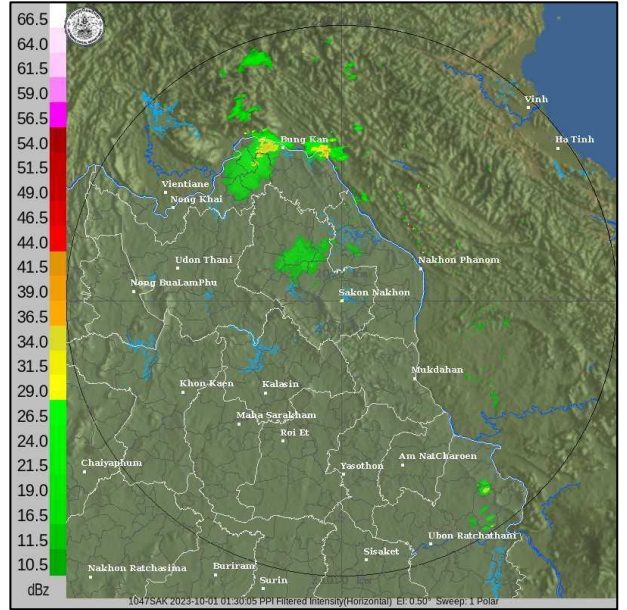 66.5
64.0
61.5
59.0
56.5
54.0
51.5
49.0
46.5
44.0
41.5
39.0
36.5
34.0
31.5
29.0
26.5
24.0
21.5
19.0
16.5
11.5
10.5
dBz
Vinh
Ha Tinh
Bung Kan
Vientiane
Nong Khai
Udon Thani
Nakhon Phanom
Nong BuaLamPhu
Sakon Nakhon
Mukdahan
Khon Kaen
Kalasin
Maha Sarakham
Roi Et
Chaiyaphum
Yasothon
Am NatCharoen
Ubon Ratchathani
Sisaket
Nakhon Ratchasima
Buriram
Surin
1047SAK 2023-10-01 01:30:05 PPI Filtered Intensity(Horizontal) El: 0.50° Sweep: 1 Polar